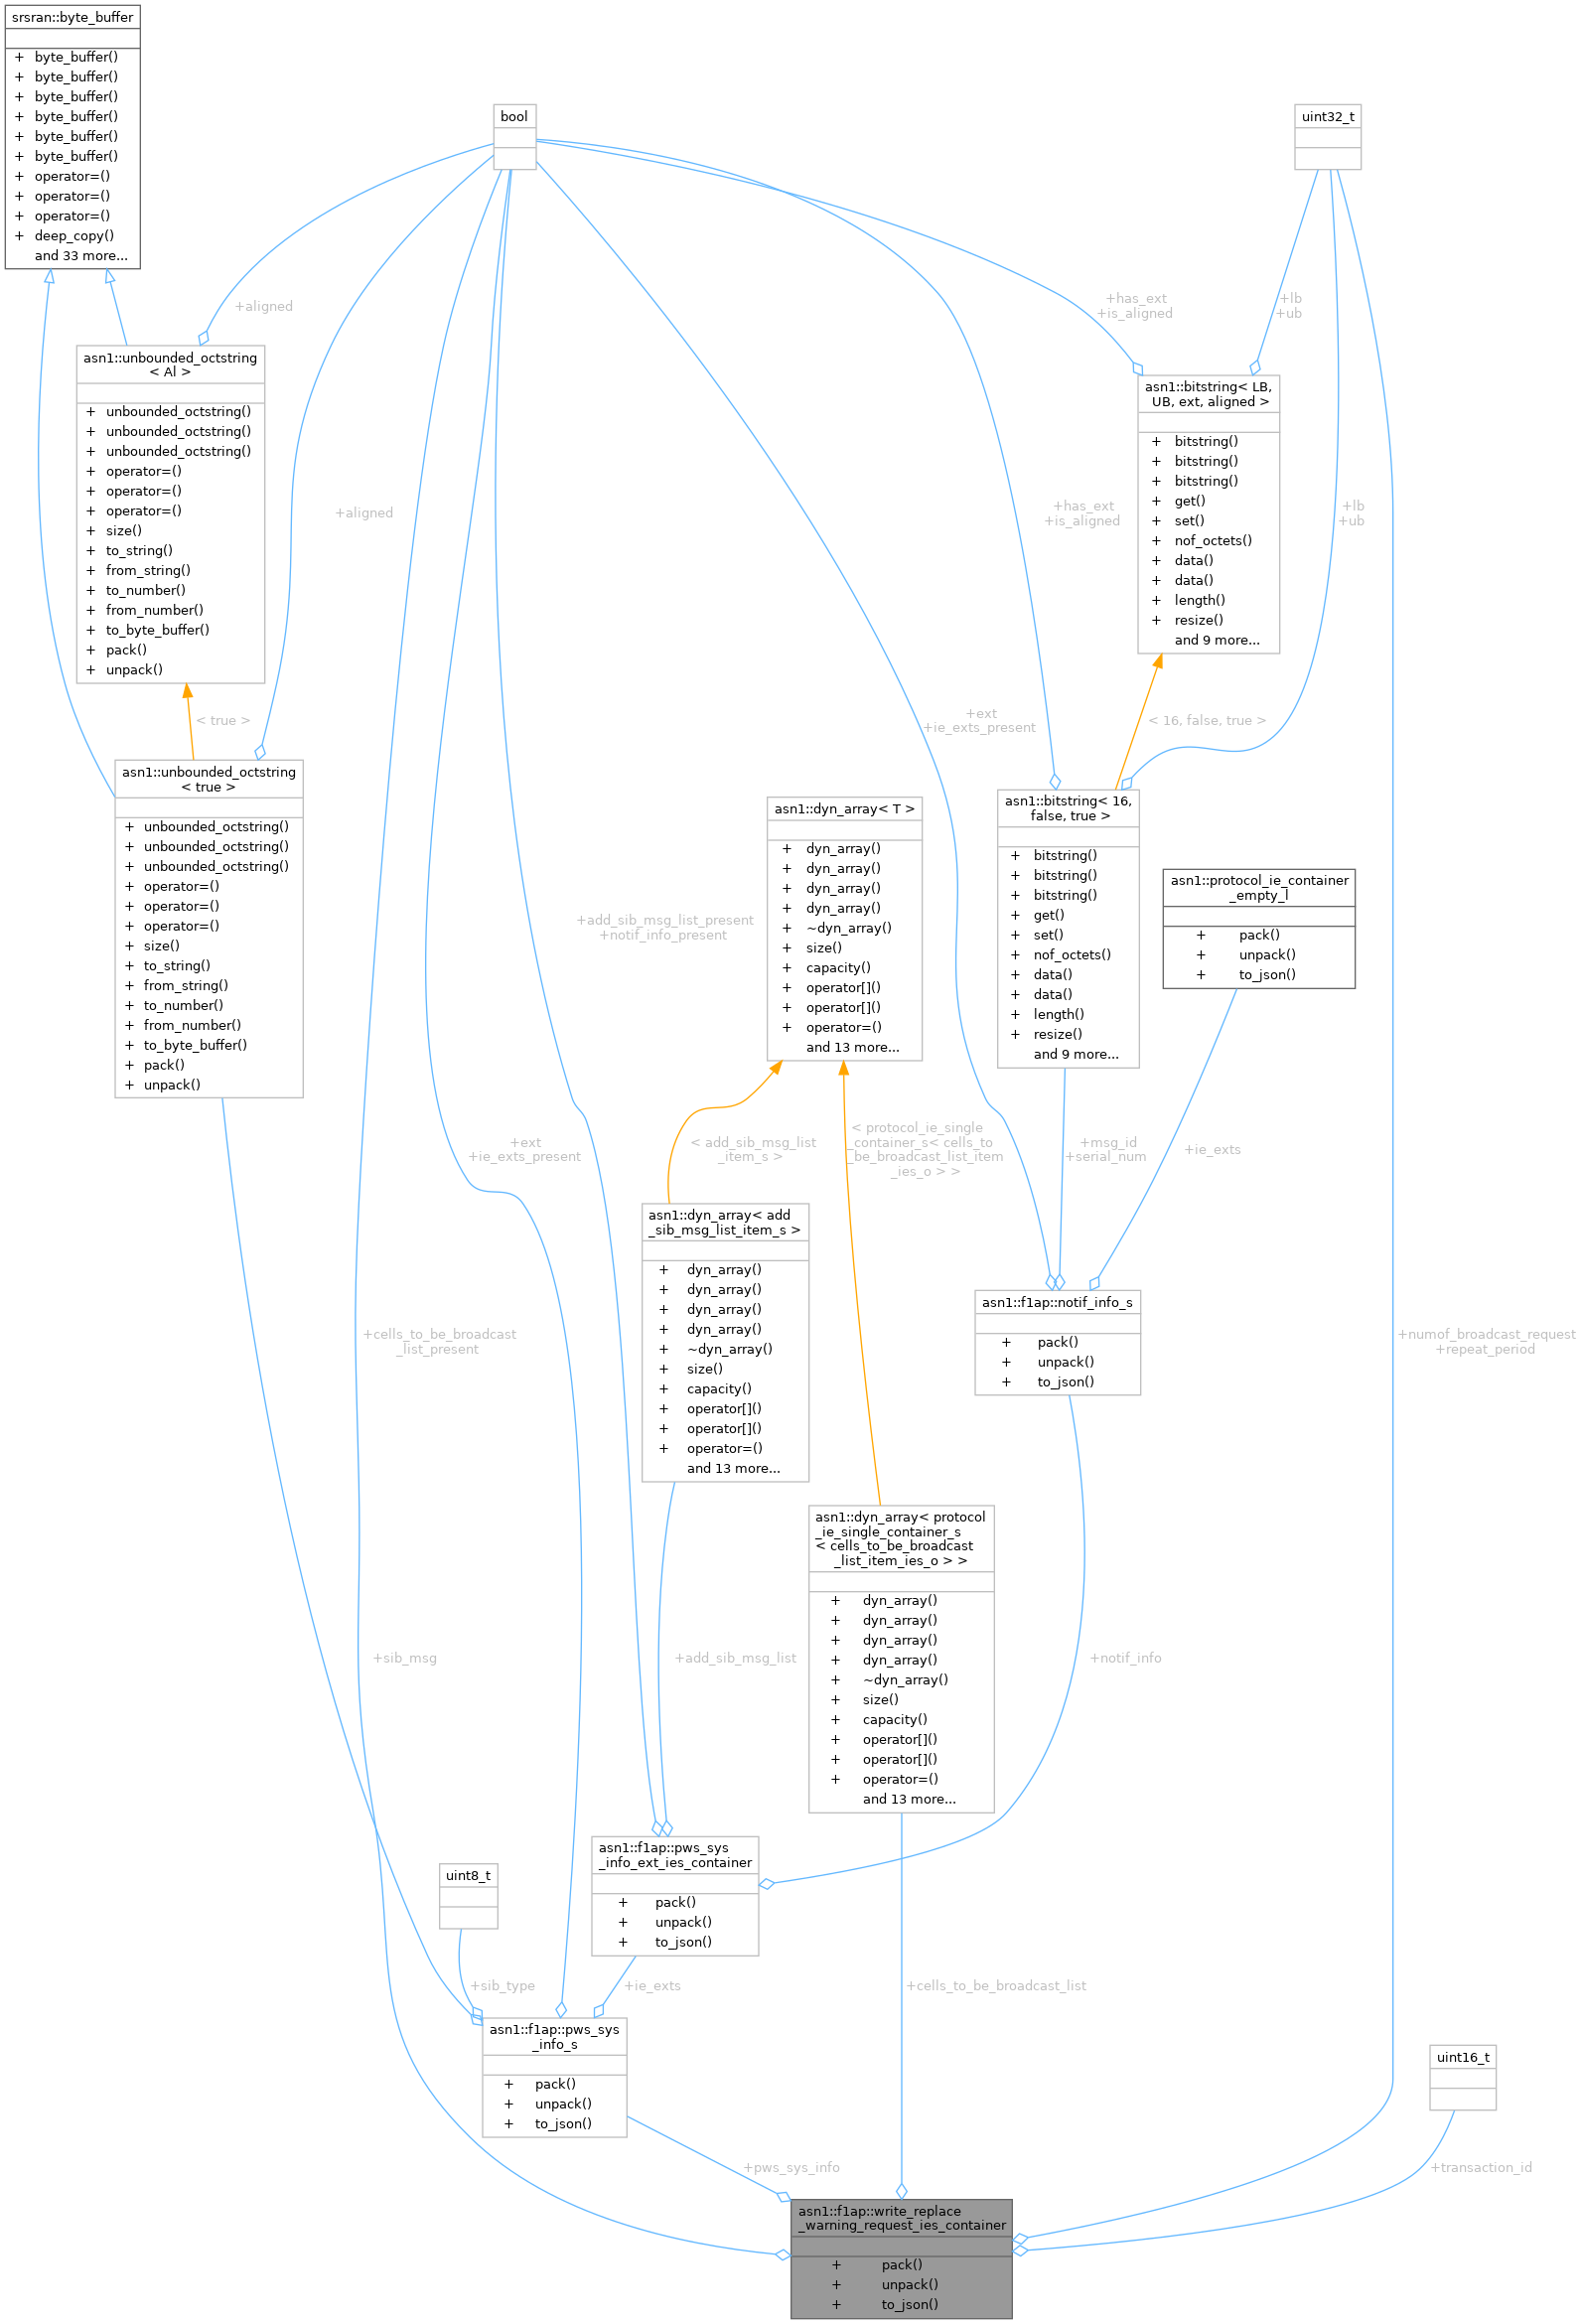 srsran::byte_buffer
+ byte_buffer()
+ byte_buffer()
+ byte_buffer()
+ byte_buffer()
+ byte_buffer()
+ byte_buffer()
+ operator=()
+ operator=()
+ operator=()
+ deep_copy()
and 33 more...
bool
uint32_t
+aligned
+has_ext
+is_aligned
+lb
+ub
asn1::unbounded_octstring
< Al >
+ unbounded_octstring()
+ unbounded_octstring()
+ unbounded_octstring()
+ operator=()
+ operator=()
+ operator=()
+ size()
+ to_string()
+ from_string()
+ to_number()
+ from_number()
+ to_byte_buffer()
+ pack()
+ unpack()
asn1::bitstring< LB,
UB, ext, aligned >
+ bitstring()
+ bitstring()
+ bitstring()
+ get()
+ set()
+ nof_octets()
+ data()
+ data()
+ length()
+ resize()
and 9 more...
+aligned
+has_ext
+is_aligned
+lb
+ub
< true >
+ext
+ie_exts_present
< 16, false, true >
asn1::unbounded_octstring
< true >
+ unbounded_octstring()
+ unbounded_octstring()
+ unbounded_octstring()
+ operator=()
+ operator=()
+ operator=()
+ size()
+ to_string()
+ from_string()
+ to_number()
+ from_number()
+ to_byte_buffer()
+ pack()
+ unpack()
+add_sib_msg_list_present
+notif_info_present
asn1::dyn_array< T >
+ dyn_array()
+ dyn_array()
+ dyn_array()
+ dyn_array()
+ ~dyn_array()
+ size()
+ capacity()
+ operator[]()
+ operator[]()
+ operator=()
and 13 more...
asn1::bitstring< 16,
false, true >
+ bitstring()
+ bitstring()
+ bitstring()
+ get()
+ set()
+ nof_octets()
+ data()
+ data()
+ length()
+ resize()
and 9 more...
asn1::protocol_ie_container
_empty_l
+ pack()
+ unpack()
+ to_json()
+ext
+ie_exts_present
< add_sib_msg_list
_item_s >
< protocol_ie_single
_container_s< cells_to
_be_broadcast_list_item
_ies_o > >
+msg_id
+serial_num
+ie_exts
asn1::dyn_array< add
_sib_msg_list_item_s >
+ dyn_array()
+ dyn_array()
+ dyn_array()
+ dyn_array()
+ ~dyn_array()
+ size()
+ capacity()
+ operator[]()
+ operator[]()
+ operator=()
and 13 more...
asn1::f1ap::notif_info_s
+ pack()
+ unpack()
+ to_json()
+cells_to_be_broadcast
_list_present
+numof_broadcast_request
+repeat_period
asn1::dyn_array< protocol
_ie_single_container_s
< cells_to_be_broadcast
_list_item_ies_o > >
+ dyn_array()
+ dyn_array()
+ dyn_array()
+ dyn_array()
+ ~dyn_array()
+ size()
+ capacity()
+ operator[]()
+ operator[]()
+ operator=()
and 13 more...
+sib_msg
+add_sib_msg_list
+notif_info
uint8_t
asn1::f1ap::pws_sys
_info_ext_ies_container
+ pack()
+ unpack()
+ to_json()
+sib_type
+ie_exts
+cells_to_be_broadcast_list
asn1::f1ap::pws_sys
_info_s
+ pack()
+ unpack()
+ to_json()
uint16_t
+pws_sys_info
+transaction_id
asn1::f1ap::write_replace
_warning_request_ies_container
+ pack()
+ unpack()
+ to_json()